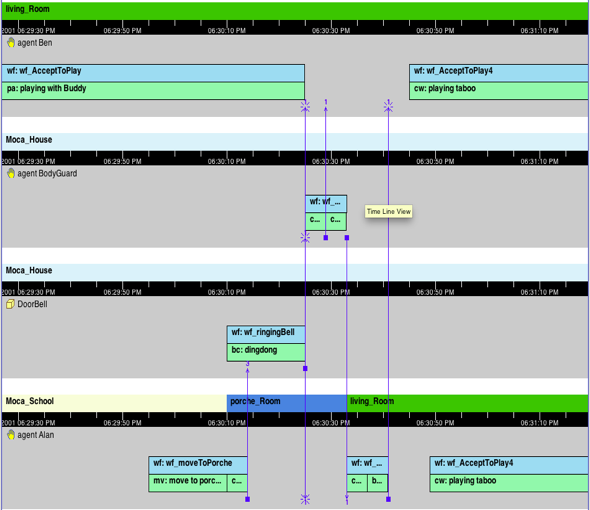 living_Room
2001 06:29:30 PM 06:29:50 PM 06:30:10 PM 06:30:30 PM 06:30:50 PM 06:31:10 PM
agent Ben
wf: wf_AcceptToPlay wf: wf_AcceptToPlay4
pa: playing with Buddy cw: playing taboo
Moca_House
2001 06:29:30 PM 06:29:50 PM 06:30:10 PM 06:30:30 PM 06:30:50 PM 06:31:10 PM
agent BodyGuard
wf: wf_...
Time Line View
c... c...
Moca_House
2001 06:29:30 PM 06:29:50 PM 06:30:10 PM 06:30:30 PM 06:30:50 PM 06:31:10 PM
DoorBell
wf: wf_ringingBell
bc: dingdong
Moca_School porche_Room living_Room
2001 06:29:30 PM 06:29:50 PM 06:30:10 PM 06:30:30 PM 06:30:50 PM 06:31:10 PM
agent Alan
wf: wf_moveToPorche wf: wf_... wf: wf_AcceptToPlay4
mv: move to porc... c... c... b... cw: playing taboo